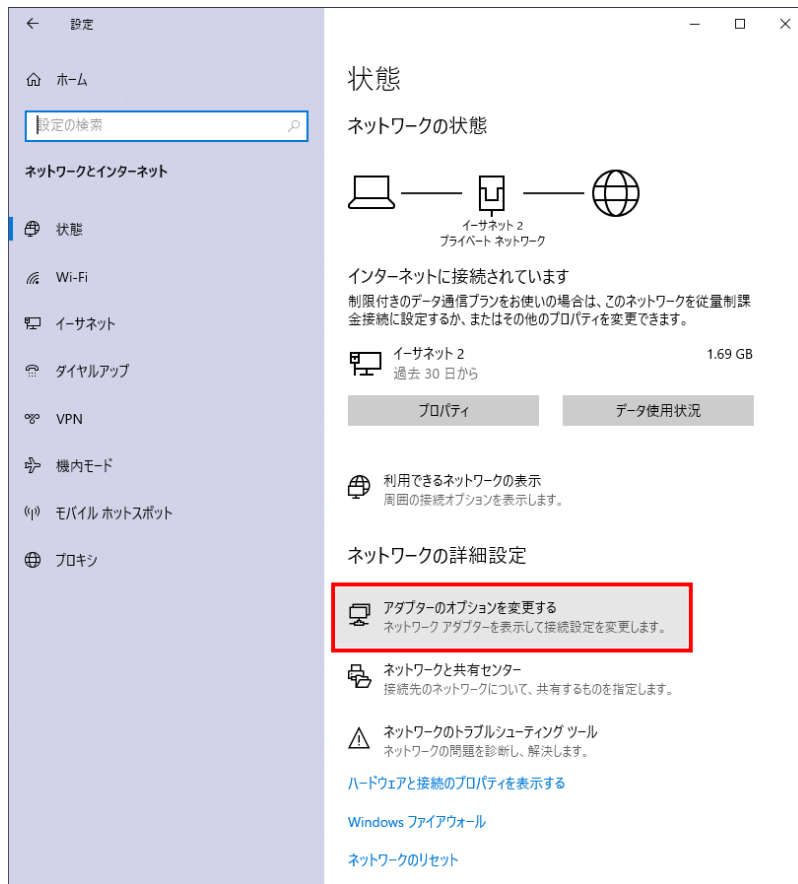 設定
ホーム
設定の検索
ネットワークとインターネット
状態
Wi-Fi
イーサネット
ダイヤルアップ
VPN
機内モード
モバイル ホットスポット
プロキシ
状態
ネットワークの状態
イーサネット 2
プライベート ネットワーク
インターネットに接続されています
制限付きのデータ通信プランをお使いの場合は、このネットワークを従量制課
金接続に設定するか、またはその他のプロパティを変更できます。
イーサネット 2
1.69 GB
過去 30 日から
プロパティ
データ使用状況
利用できるネットワークの表示
周囲の接続オプションを表示します。
ネットワークの詳細設定
アダプターのオプションを変更する
ネットワーク アダプターを表示して接続設定を変更します。
ネットワークと共有センター
接続先のネットワークについて、共有するものを指定します。
ネットワークのトラブルシューティング ツール
ネットワークの問題を診断し、解決します。
ハードウェアと接続のプロパティを表示する
Windows ファイアウォール
ネットワークのリセット